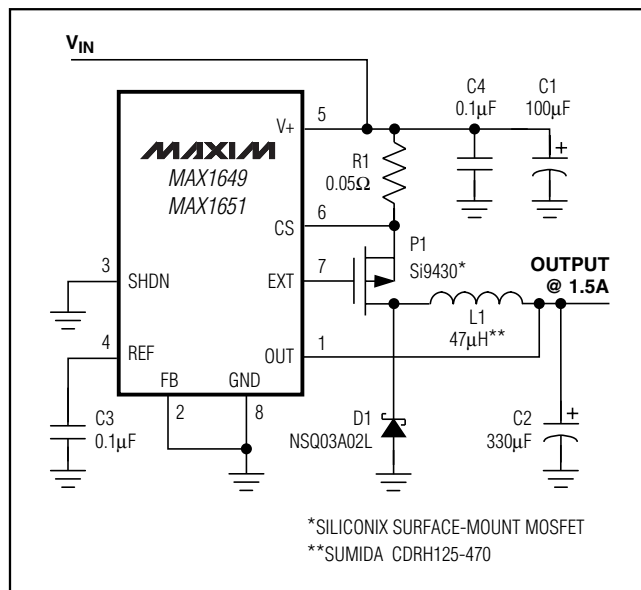 VIN
5
V+
MAXIM
MAX1649
MAX1651
C4
0.1µF
C1
100µF
+
R1
0.05Ω
6
CS
P1
Si9430*
3
SHDN
EXT
7
OUTPUT
@ 1.5A
4
REF
L1
47µH**
OUT
1
FB
GND
2
8
C3
0.1µF
D1
NSQ03A02L
C2
330µF
+
*SILICONIX SURFACE-MOUNT MOSFET
**SUMIDA CDRH125-470